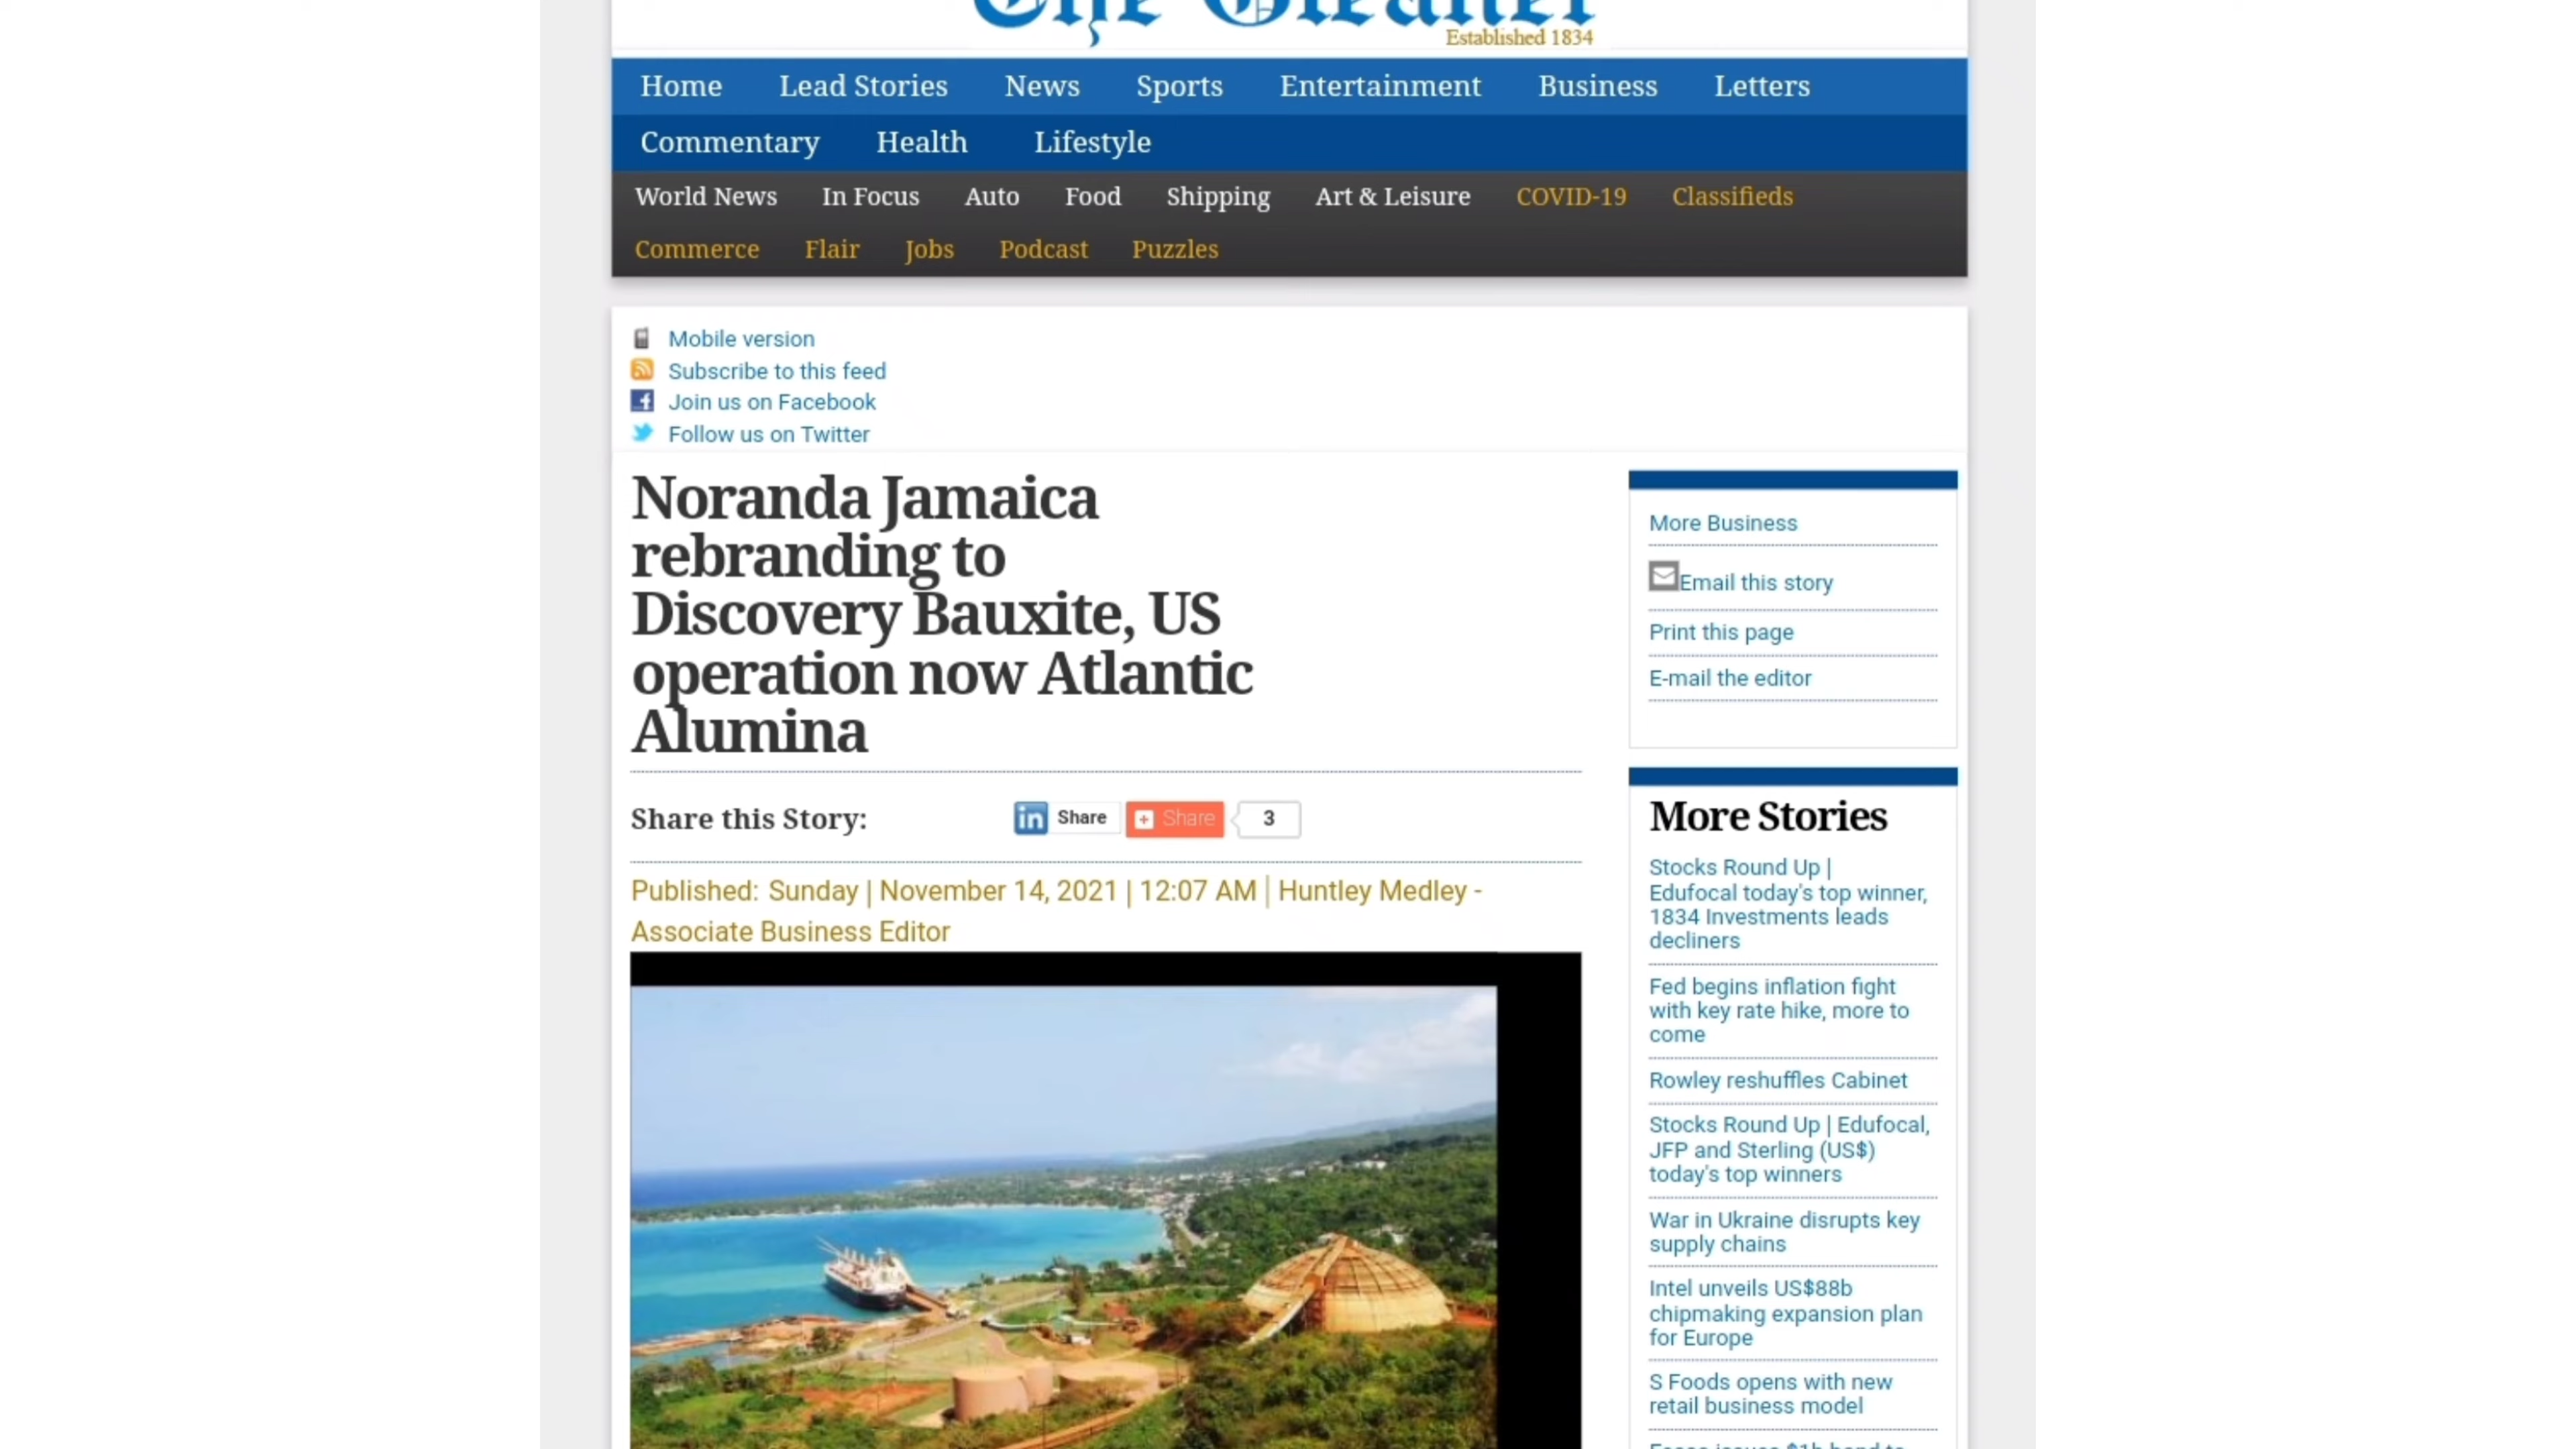 The Gleaner
Established 1834
Home Lead Stories News Sports Entertainment Business Letters
Commentary Health Lifestyle
World News In Focus Auto Food Shipping Art & Leisure COVID-19 Classifieds
Commerce Flair Jobs Podcast Puzzles
Mobile version
Subscribe to this feed
Join us on Facebook
Follow us on Twitter
Noranda Jamaica
rebranding to
Discovery Bauxite, US
operation now Atlantic
Alumina
Share this Story:
Share
Share
3
Published: Sunday | November 14, 2021 | 12:07 AM | Huntley Medley -
Associate Business Editor
More Business
Email this story
Print this page
E-mail the editor
More Stories
Stocks Round Up |
Edufocal today's top winner,
1834 Investments leads
decliners
Fed begins inflation fight
with key rate hike, more to
come
Rowley reshuffles Cabinet
Stocks Round Up | Edufocal,
JFP and Sterling (US$)
today's top winners
War in Ukraine disrupts key
supply chains
Intel unveils US$88b
chipmaking expansion plan
for Europe
S Foods opens with new
retail business model